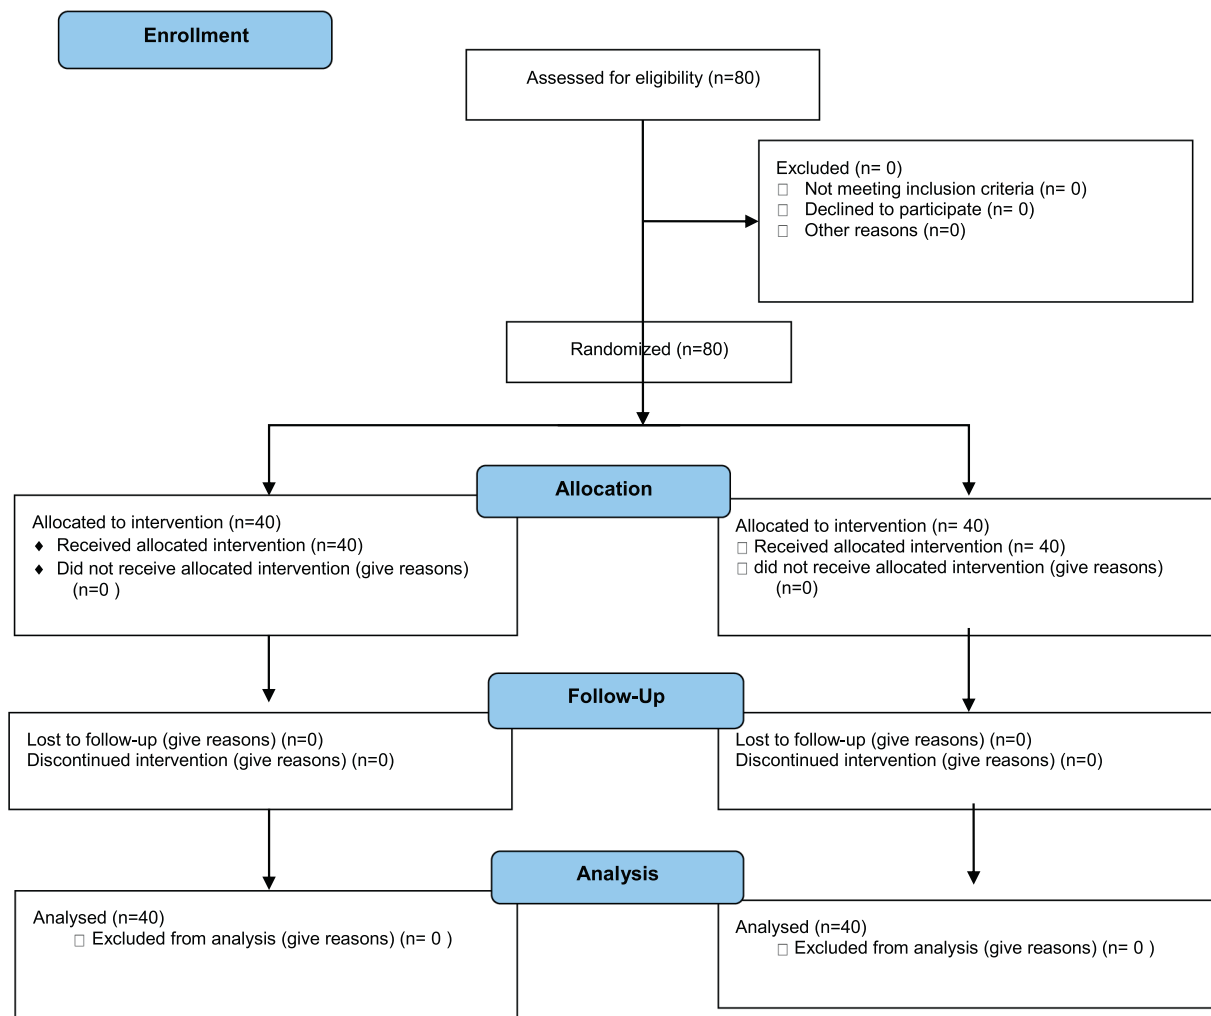 Enrollment
Assessed for eligibility (n=80)
Excluded (n= 0)
□ Not meeting inclusion criteria (n= 0)
□ Declined to participate (n= 0)
□ Other reasons (n=0)
Randomized (n=80)
Allocation
Allocated to intervention (n=40)
♦ Received allocated intervention (n=40)
♦ Did not receive allocated intervention (give reasons)
(n=0 )
Allocated to intervention (n= 40)
□ Received allocated intervention (n= 40)
□ did not receive allocated intervention (give reasons)
(n=0)
Follow-Up
Lost to follow-up (give reasons) (n=0)
Discontinued intervention (give reasons) (n=0)
Lost to follow-up (give reasons) (n=0)
Discontinued intervention (give reasons) (n=0)
Analysis
Analysed (n=40)
□ Excluded from analysis (give reasons) (n= 0 )
Analysed (n=40)
□ Excluded from analysis (give reasons) (n= 0 )